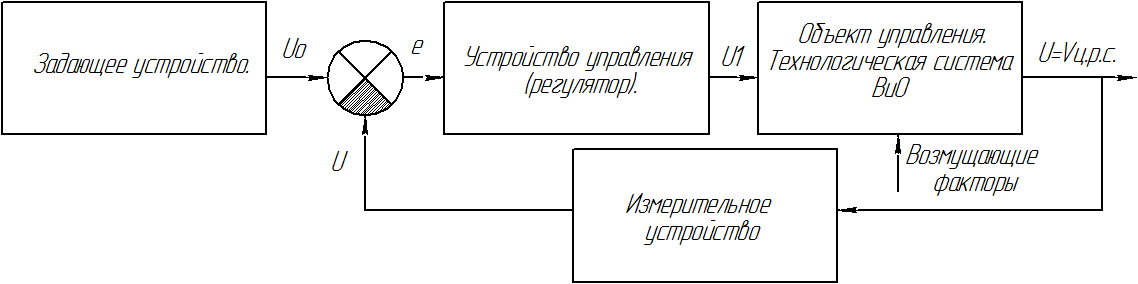 Задающее устройство.
Uo
e
Устройство управления
(регулятор).
U1
Объект управления.
Технологическая система
ВиО
U=Vц.р.с.
U
Возмущающие
факторы
Измерительное
устройство